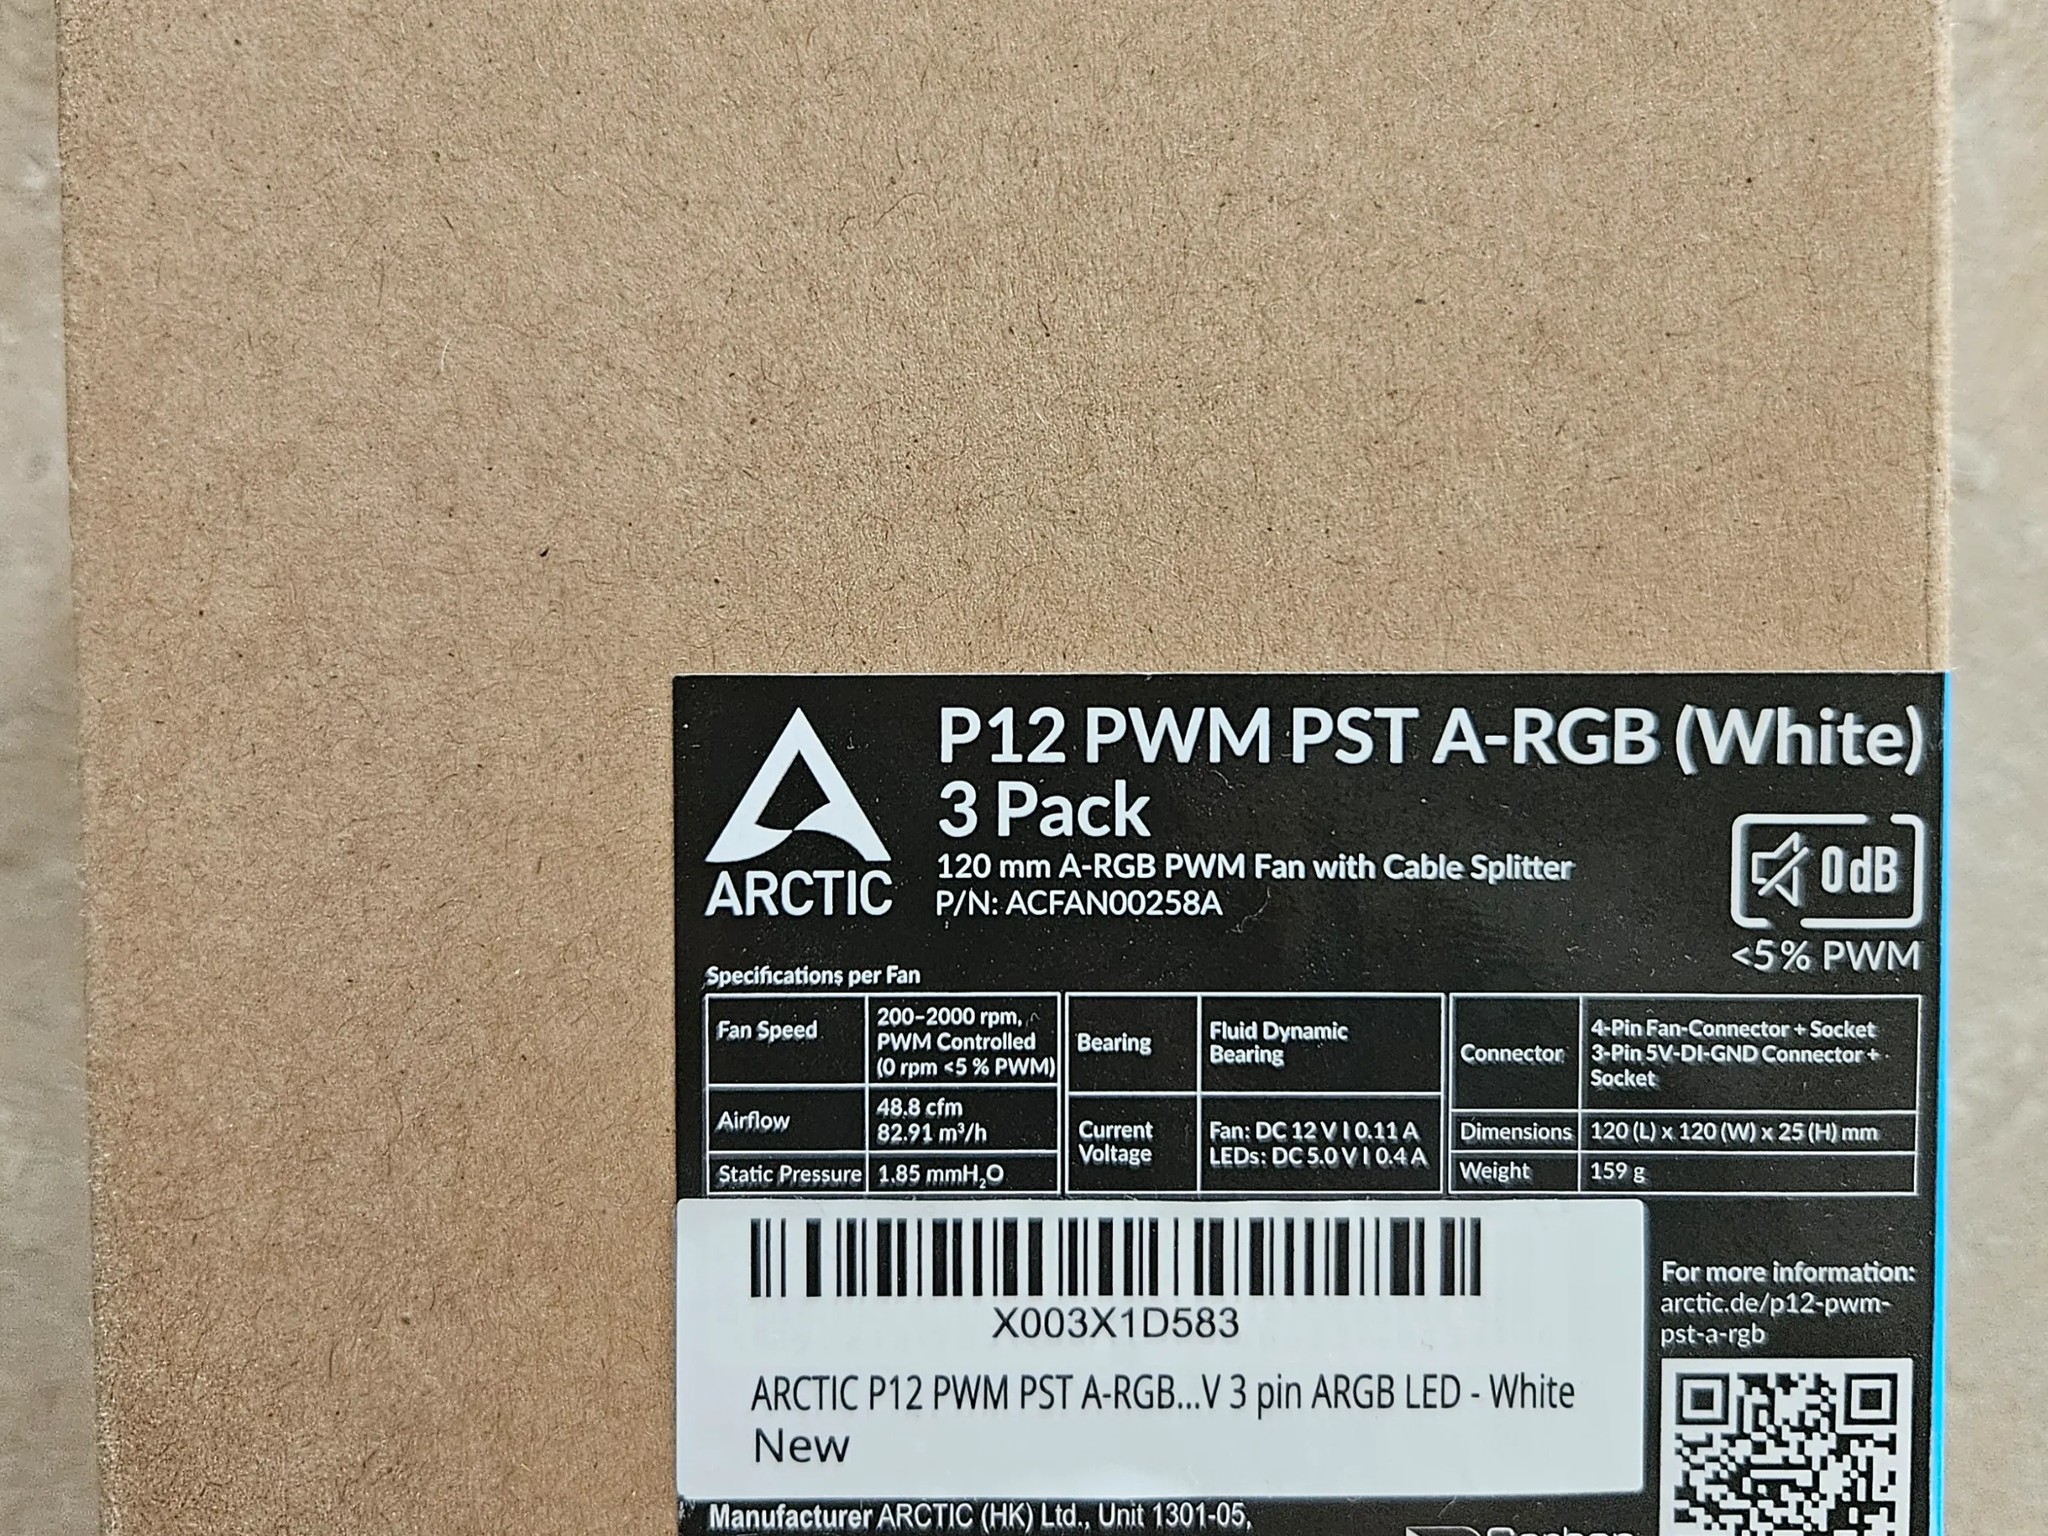 P12 PWM PST A-RGB (White)
3 Pack
120 mm A-RGB PWM Fan with Cable Splitter
P/N: ACFAN00258A
ARCTIC
0dB
<5% PWM
Specifications per Fan
Fan Speed
200–2000 rpm,
PWM Controlled
(0 rpm <5 % PWM)
Airflow
48.8 cfm
82.91 m³/h
Static Pressure
1.85 mmH₂O
Bearing
Fluid Dynamic
Bearing
Current
Voltage
Fan: DC 12 V I 0.11 A
LEDs: DC 5.0 V I 0.4 A
Connector
4-Pin Fan-Connector + Socket
3-Pin 5V-DI-GND Connector +
Socket
Dimensions
120 (L) x 120 (W) x 25 (H) mm
Weight
159 g
X003X1D583
ARCTIC P12 PWM PST A-RGB...V 3 pin ARGB LED - White
New
For more information:
arctic.de/p12-pwm-
pst-a-rgb
Manufacturer ARCTIC (HK) Ltd., Unit 1301-05,